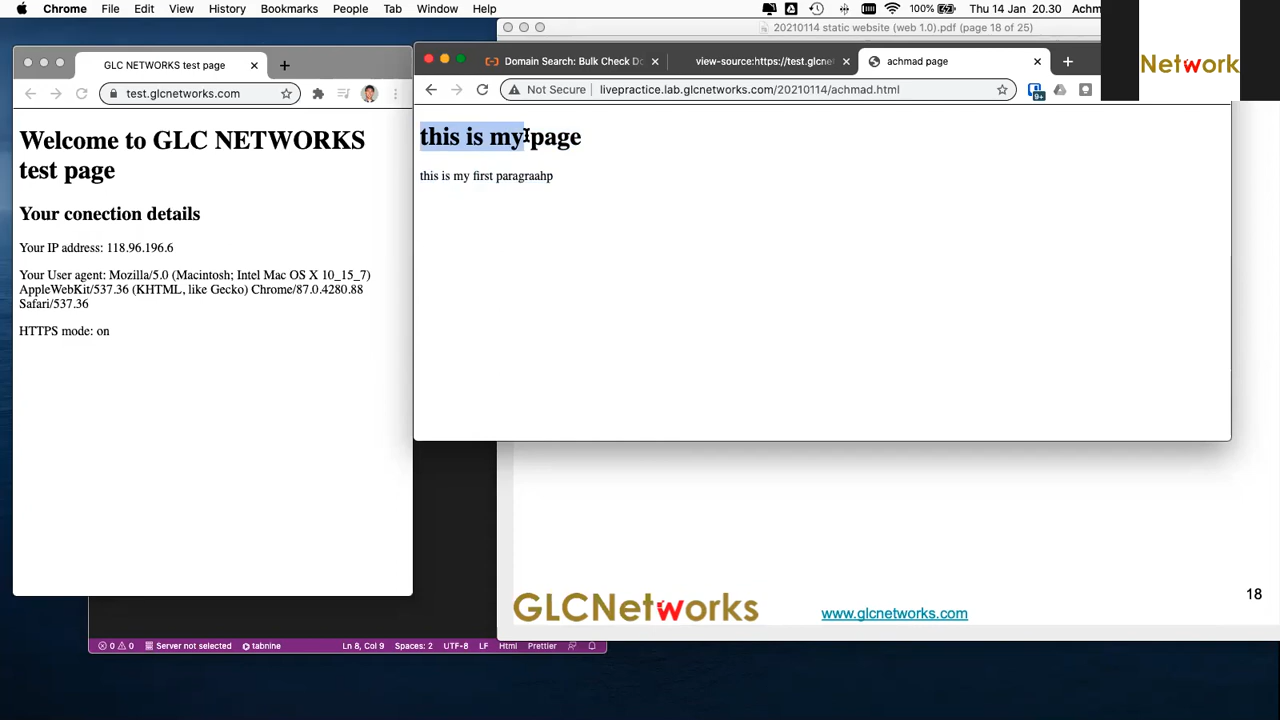 Chrome File Edit View History Bookmarks People Tab Window Help 100% Thu 14 Jan 20.30 Achm
20210114 static website (web 1.0).pdf (page 18 of 25)
GLC NETWORKS test page
Domain Search: Bulk Check Do
view-source:https://test.glcnet
achmad page
Network
test.glcnetworks.com
Not Secure livepractice.lab.glcnetworks.com/20210114/achmad.html
9+
Welcome to GLC NETWORKS
test page
Your conection details
Your IP address: 118.96.196.6
Your User agent: Mozilla/5.0 (Macintosh; Intel Mac OS X 10_15_7)
AppleWebKit/537.36 (KHTML, like Gecko) Chrome/87.0.4280.88
Safari/537.36
HTTPS mode: on
this is my page
this is my first paragraahp
18
GLCNetworks
www.glcnetworks.com
0 0 Server not selected tabnine Ln 8, Col 9 Spaces: 2 UTF-8 LF Html Prettier